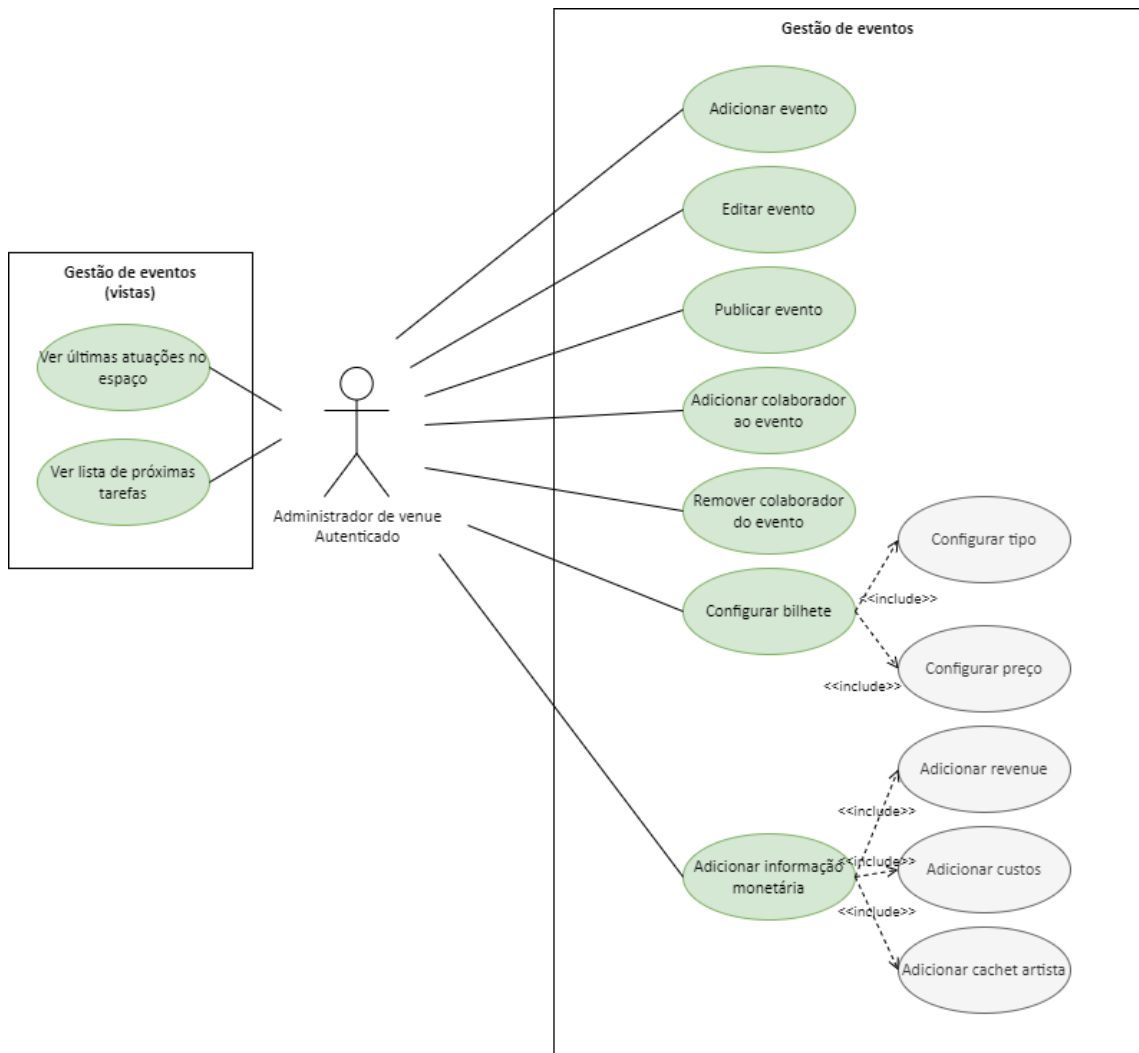 Gestão de eventos
Adicionar evento
Editar evento
Publicar evento
Adicionar colaborador
ao evento
Remover colaborador
do evento
Configurar bilhete
Configurar tipo
<<include>>
Configurar preço
<<include>>
Adicionar informação
monetária
Adicionar revenue
<<include>>
Adicionar custos
<<include>>
Adicionar cachet artista
<<include>>
Gestão de eventos
(vistas)
Ver últimas atuações no
espaço
Ver lista de próximas
tarefas
Administrador de venue
Autenticado